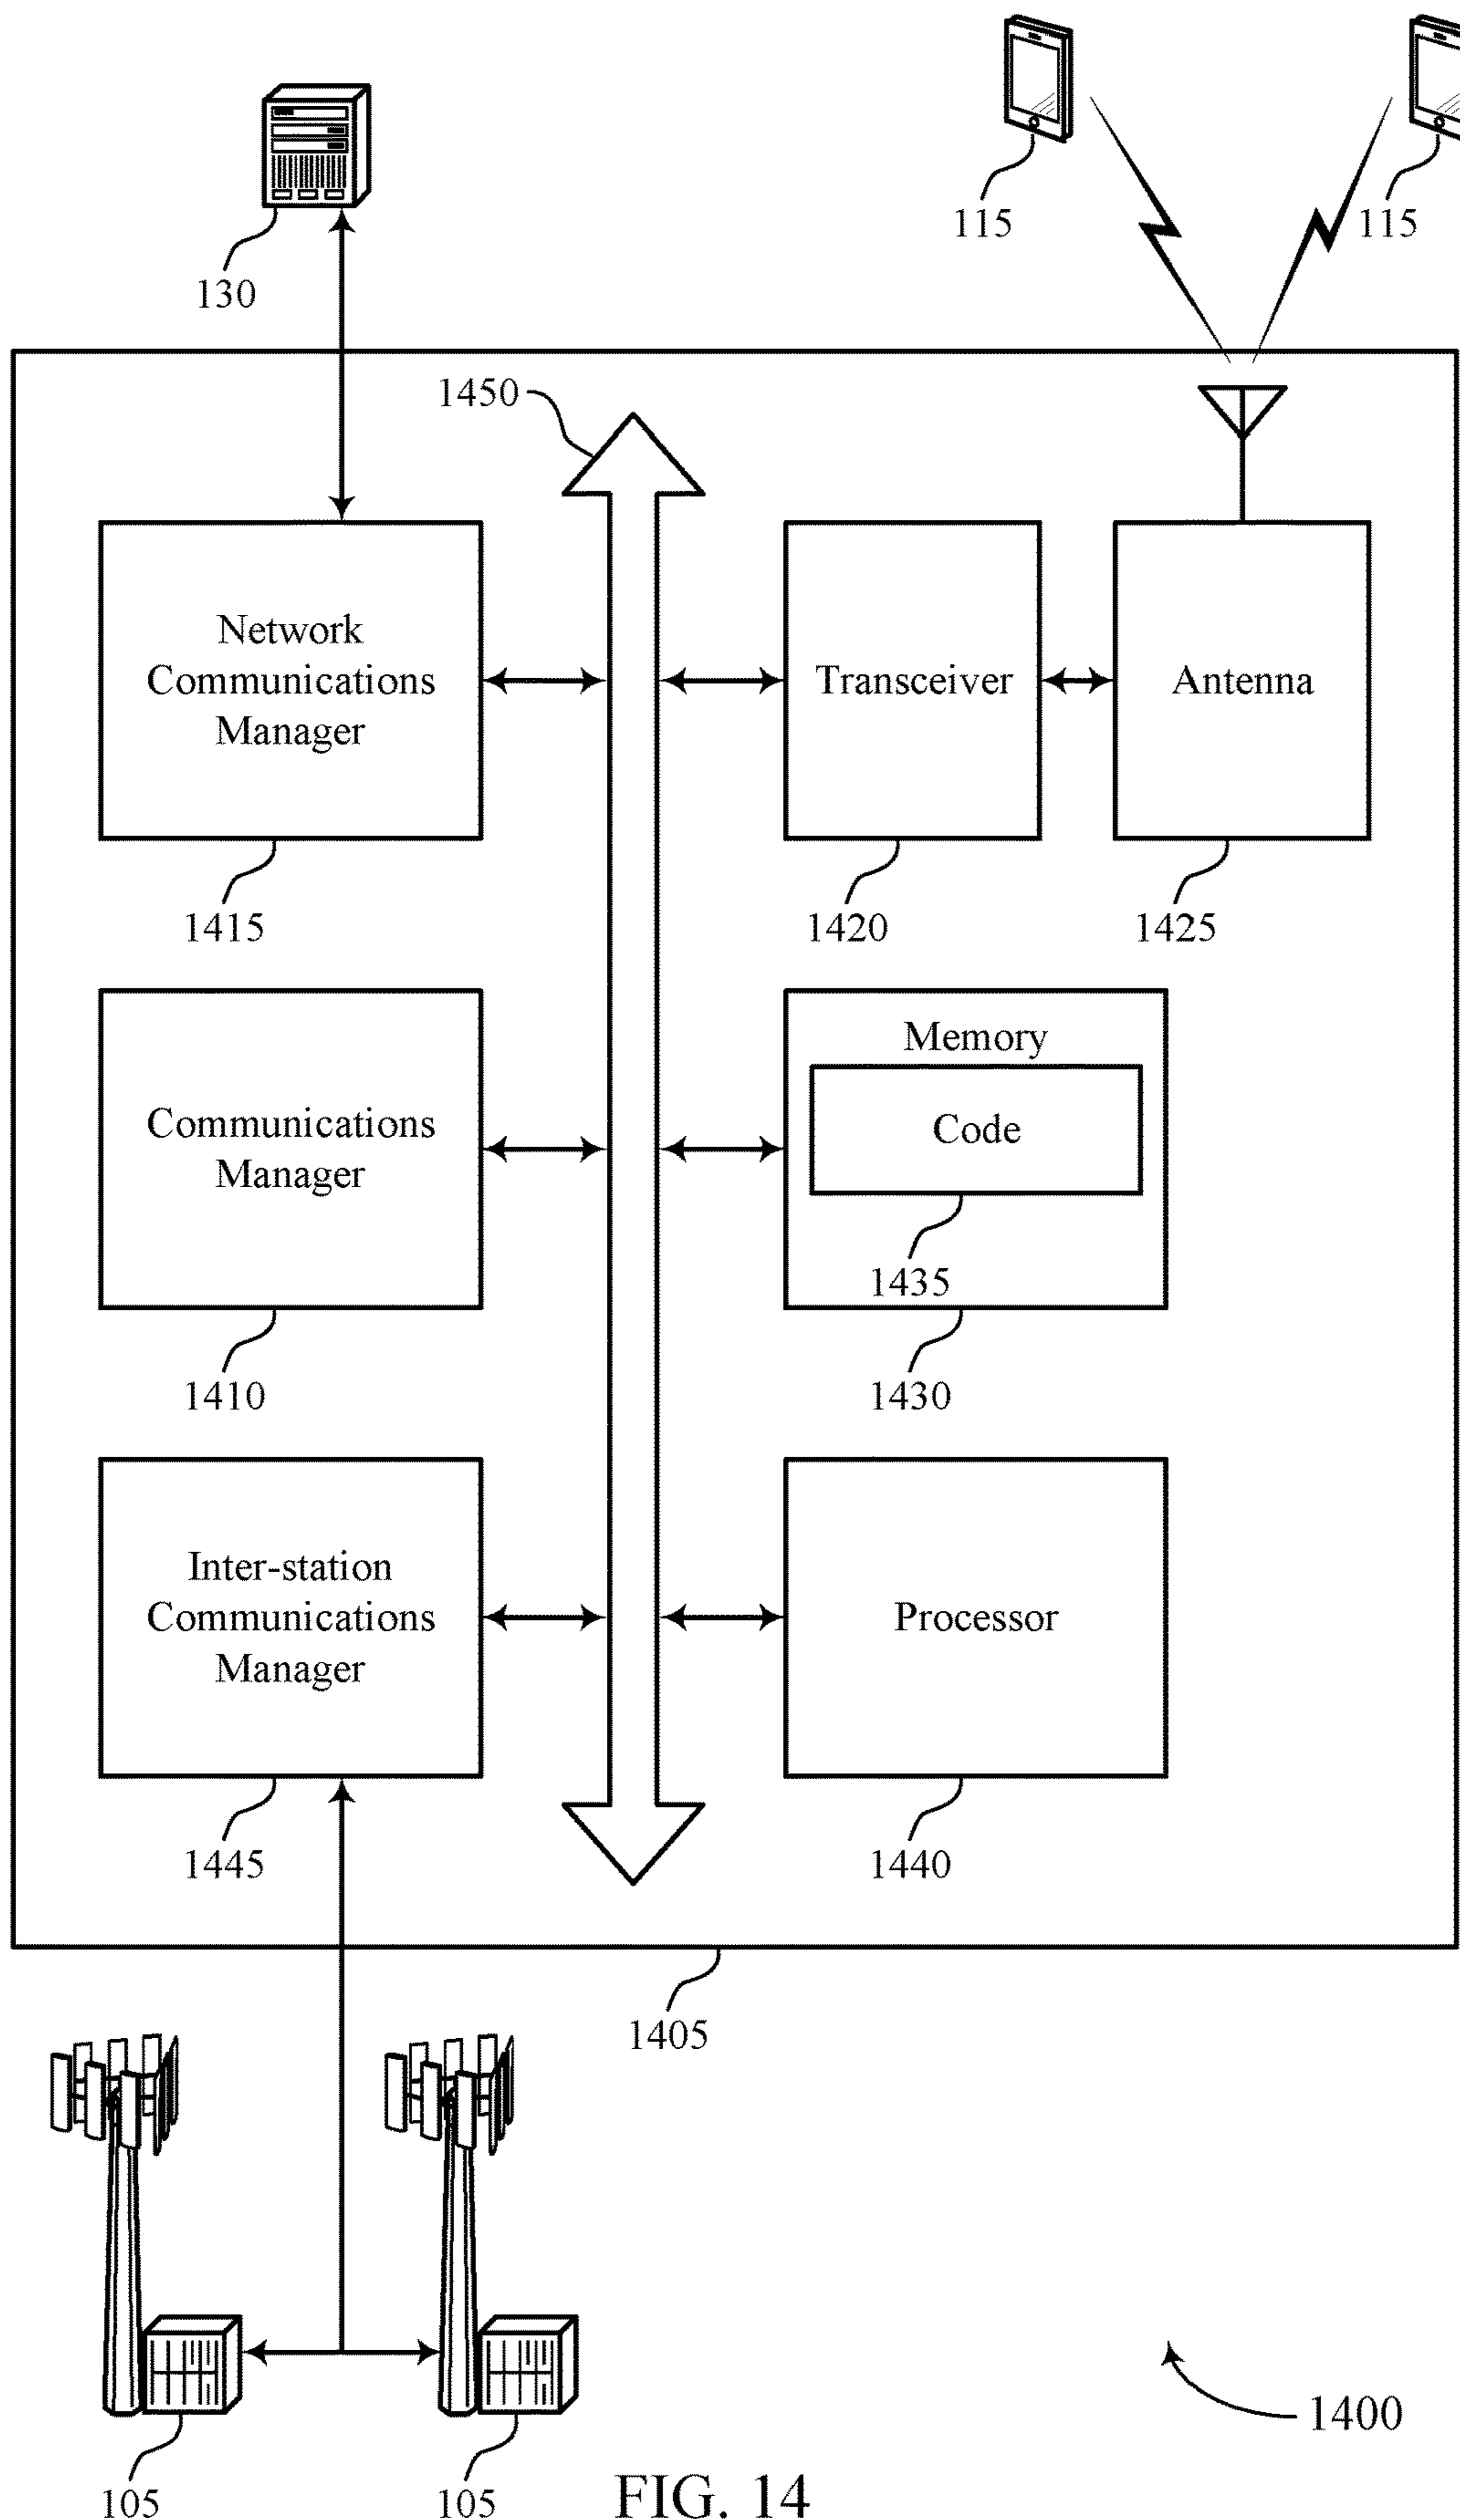 115
115
130
1450
Network
Communications
Manager
Transceiver
Antenna
1415
1420
1425
Communications
Manager
Memory
Code
1435
1410
1430
Inter-station
Communications
Manager
Processor
1445
1440
1405
1400
105
105
FIG. 14